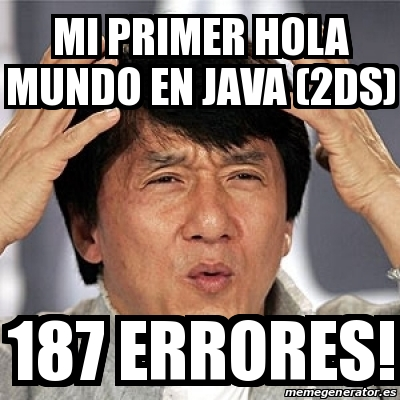 MI PRIMER HOLA
MUNDO EN JAVA (2DS)
187 ERRORES!
memegenerator.es